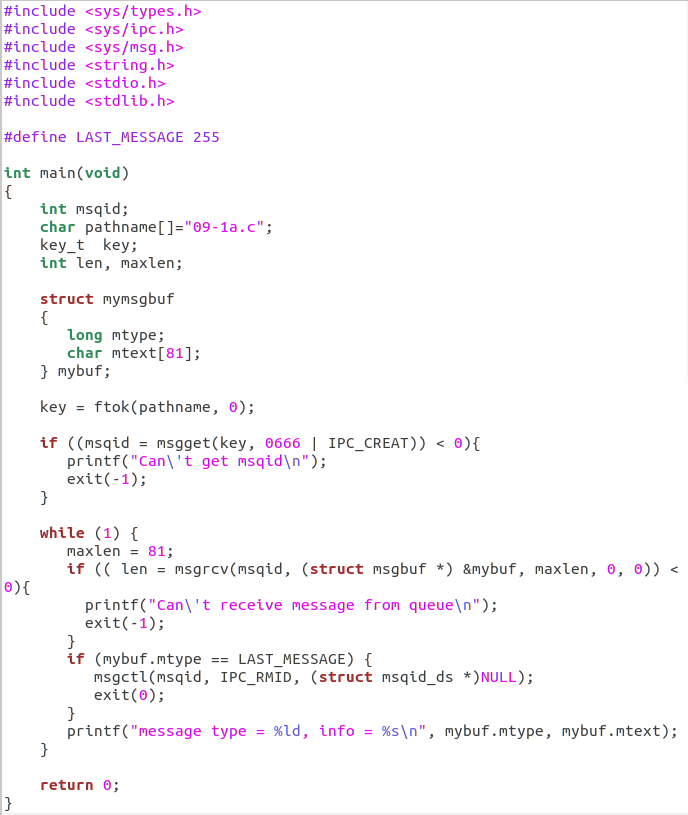 #include <sys/types.h>
#include <sys/ipc.h>
#include <sys/msg.h>
#include <string.h>
#include <stdio.h>
#include <stdlib.h>

#define LAST_MESSAGE 255

int main(void)
{
    int msqid;
    char pathname[]="09-1a.c";
    key_t  key;
    int len, maxlen;

    struct mymsgbuf
    {
       long mtype;
       char mtext[81];
    } mybuf;

    key = ftok(pathname, 0);

    if ((msqid = msgget(key, 0666 | IPC_CREAT)) < 0){
       printf("Can\'t get msqid\n");
       exit(-1);
    }

    while (1) {
       maxlen = 81;
       if (( len = msgrcv(msqid, (struct msgbuf *) &mybuf, maxlen, 0, 0)) <
0){
         printf("Can\'t receive message from queue\n");
         exit(-1);
       }
       if (mybuf.mtype == LAST_MESSAGE) {
          msgctl(msqid, IPC_RMID, (struct msqid_ds *)NULL);
          exit(0);
       }
       printf("message type = %ld, info = %s\n", mybuf.mtype, mybuf.mtext);
    }

    return 0;
}